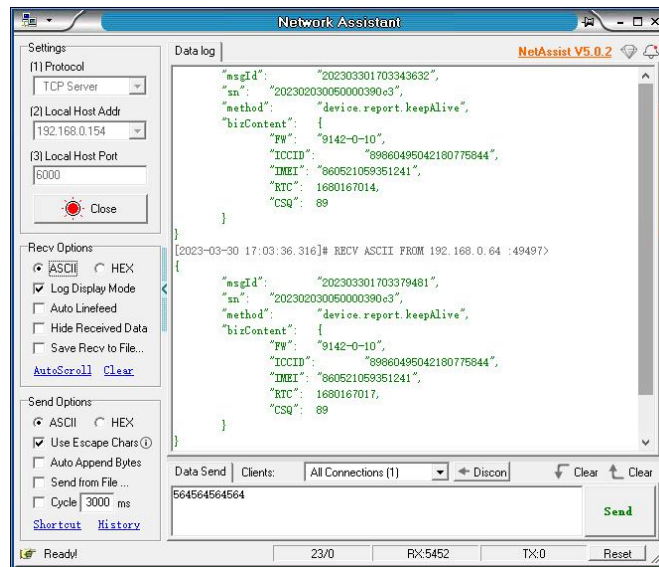 Network Assistant
Settings
(1) Protocol
TCP Server
(2) Local Host Addr
192.168.0.154
(3) Local Host Port
6000
Close
Recv Options
ASCII HEX
Log Display Mode
Auto Linefeed
Hide Received Data
Save Recv to File...
AutoScroll Clear
Send Options
ASCII HEX
Use Escape Chars
Auto Append Bytes
Send from File ...
Cycle 3000 ms
Shortcut History
Data log NetAssist V5.0.2
"msgId": "202303301703343632",
"sn": "202302030050000390c3",
"method": "device.report.keepAlive",
"bizContent": {
"FW": "9142-0-10",
"ICCID": "89860495042180775844",
"IMEI": "860521059351241",
"RTC": 1680167014,
"CSQ": 89
}
}
[2023-03-30 17:03:36.316]# RECV ASCII FROM 192.168.0.64 :49497>
{
"msgId": "202303301703379481",
"sn": "202302030050000390c3",
"method": "device.report.keepAlive",
"bizContent": {
"FW": "9142-0-10",
"ICCID": "89860495042180775844",
"IMEI": "860521059351241",
"RTC": 1680167017,
"CSQ": 89
}
}
Data Send Clients: All Connections (1) Discon Clear Clear
564564564564
Send
Ready! 23/0 RX:5452 TX:0 Reset